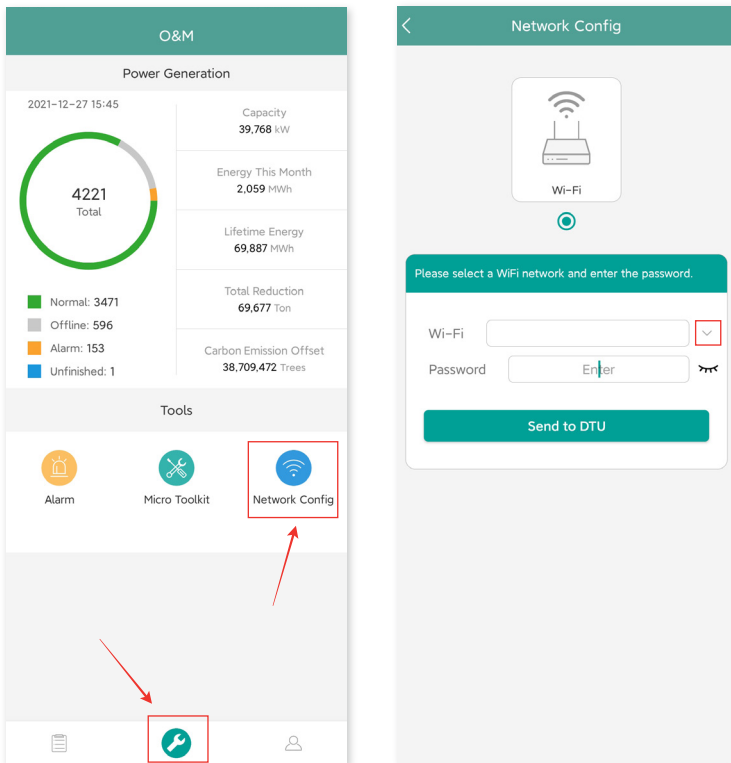 O&M
Power Generation
2021-12-27 15:45
4221
Total
Normal: 3471
Offline: 596
Alarm: 153
Unfinished: 1
Capacity
39,768 kW
Energy This Month
2,059 MWh
Lifetime Energy
69,887 MWh
Total Reduction
69,677 Ton
Carbon Emission Offset
38,709,472 Trees
Tools
Alarm
Micro Toolkit
Network Config
Network Config
Wi-Fi
Please select a WiFi network and enter the password.
Wi-Fi
Password
Enter
Send to DTU